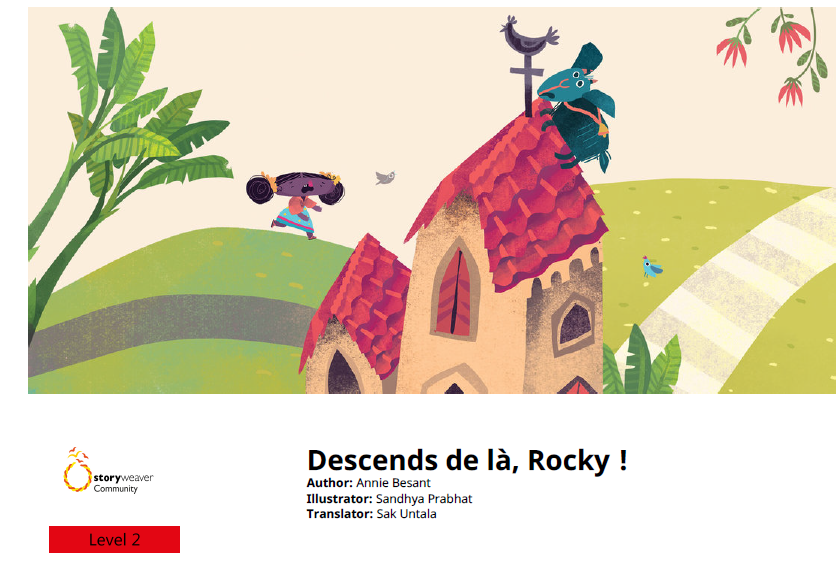 storyweaver
Community
Level 2
Descends de là, Rocky !
Author: Annie Besant
Illustrator: Sandhya Prabhat
Translator: Sak Untala